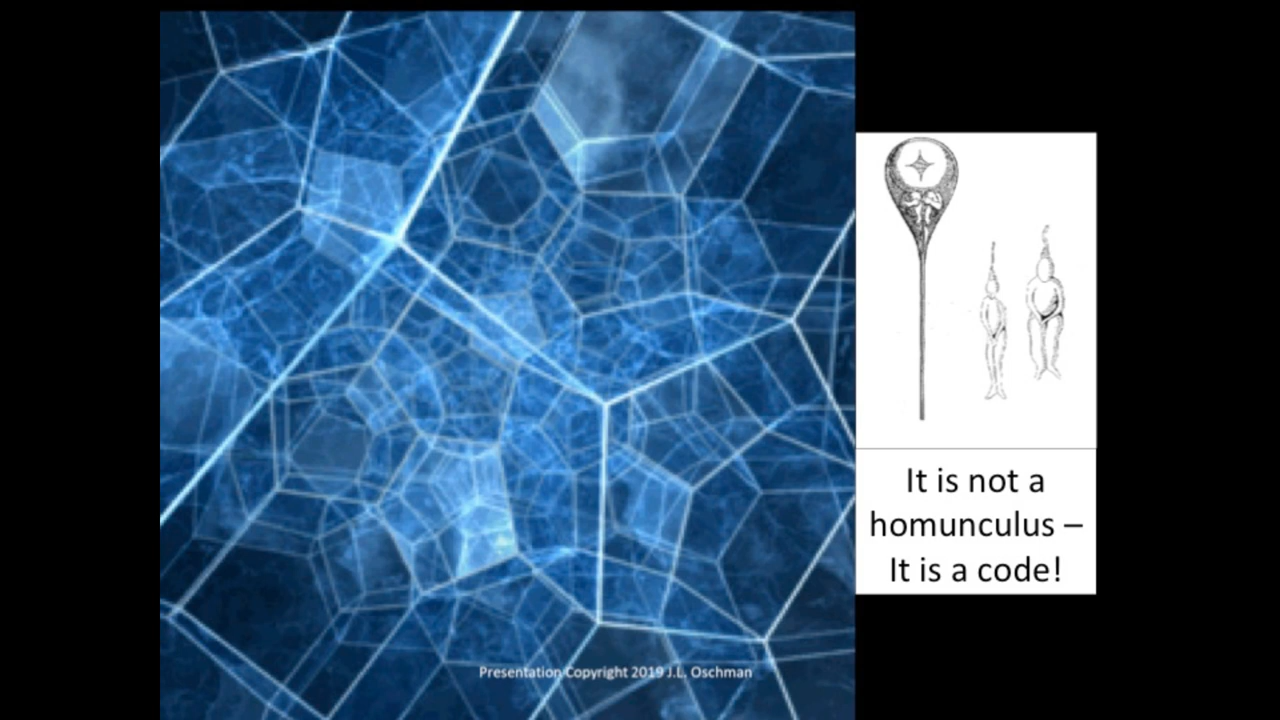 It is not a
homunculus –
It is a code!
Presentation Copyright 2019 J.L. Oschman